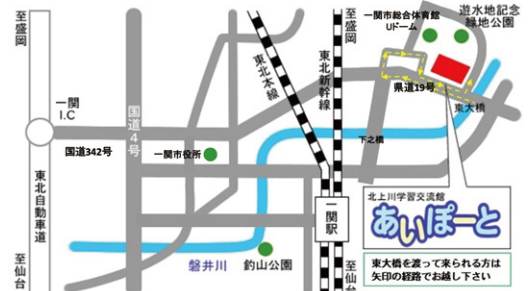 至盛岡
至盛岡
一関市総合体育館
Uドーム
遊水地記念
緑地公園
東北本線
東北新幹線
県道19号
東大橋
一関
I.C
国道4号
国道342号
一関市役所
下之橋
東北自動車道
一関駅
北上川学習交流館
あいぽーと
磐井川
釣山公園
東大橋を渡って来られる方は
矢印の経路でお越し下さい
至仙台
至仙台